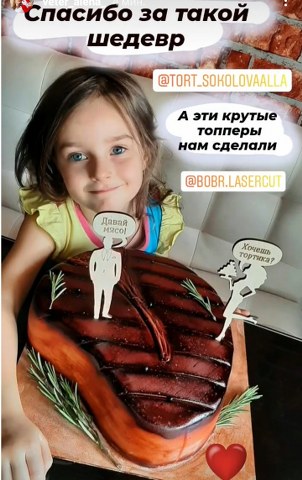 Спасибо за такой
шедевр
@TORT_SOKOLOVAALLA
А эти крутые
топперы
нам сделали
@BOBR.LASERCUT
Давай
мясо!
Хочешь
тортика?